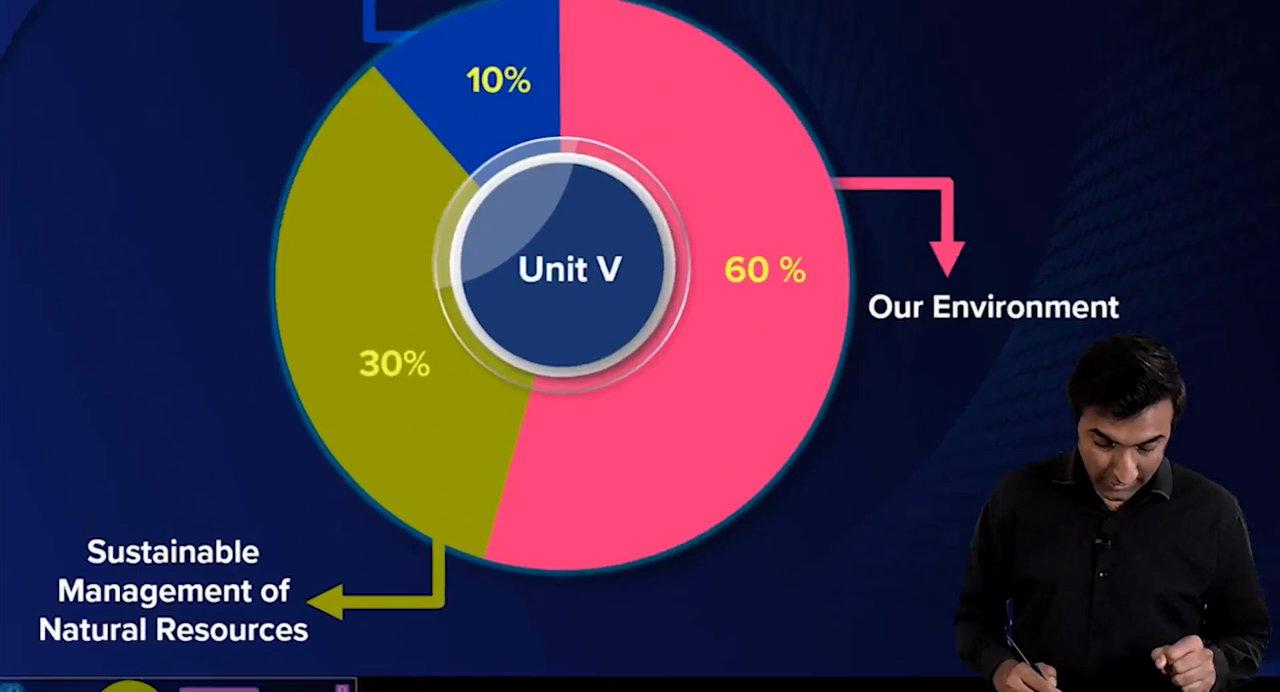 10%
Unit V
60 %
Our Environment
30%
Sustainable
Management of
Natural Resources